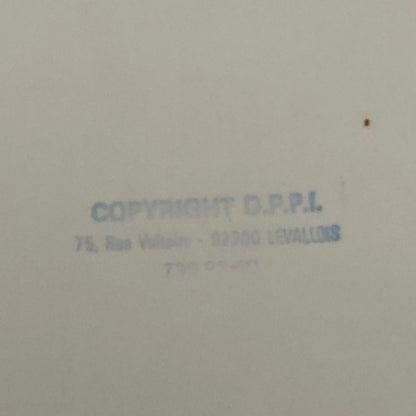 COPYRIGHT D.P.P.I.
75, Rue Voltaire - 92300 LEVALLOIS